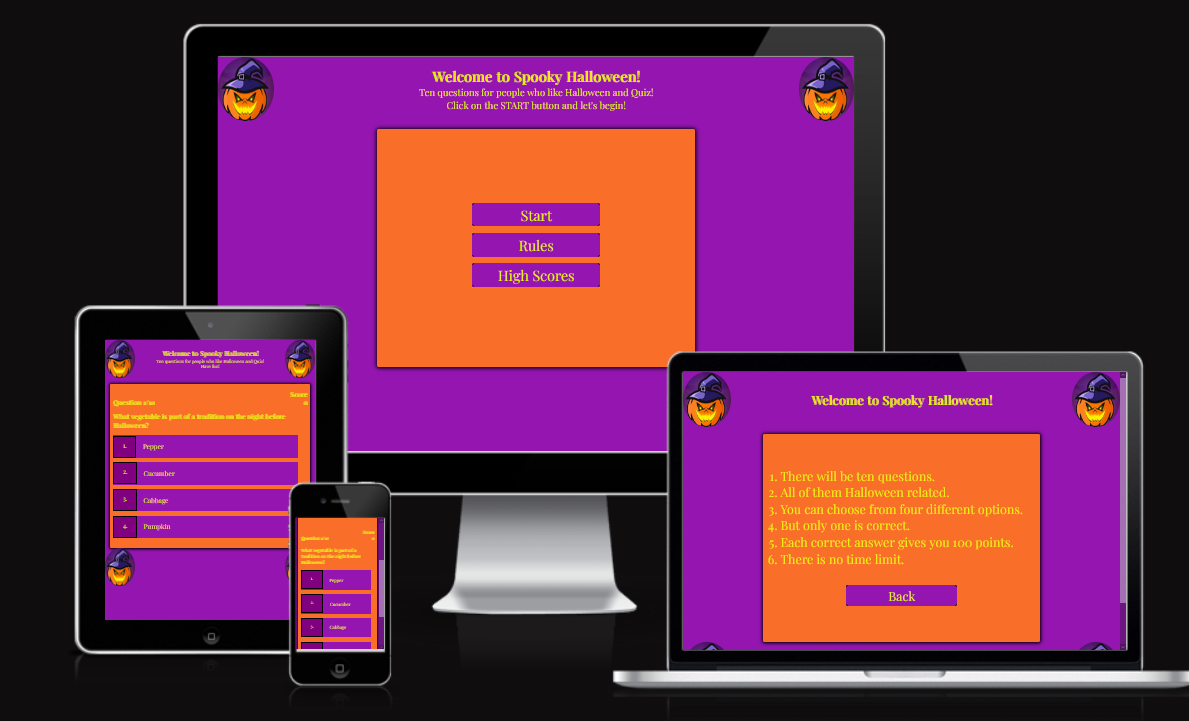 Welcome to Spooky Halloween!
Ten questions for people who like Halloween and Quiz!
Click on the START button and let's begin!
Start
Rules
High Scores
Welcome to Spooky Halloween!
Ten questions for people who like Halloween and Quiz!
Have fun!
Score
Question
What vegetable is part of a tradition on the night before
Halloween?
1. Pepper
2. Cucumber
3. Cabbage
4. Pumpkin
Score
Question
What vegetable is part of a
tradition on the night before
Halloween?
1. Pepper
2. Cucumber
3. Cabbage
Welcome to Spooky Halloween!
1. There will be ten questions.
2. All of them Halloween related.
3. You can choose from four different options.
4. But only one is correct.
5. Each correct answer gives you 100 points.
6. There is no time limit.
Back